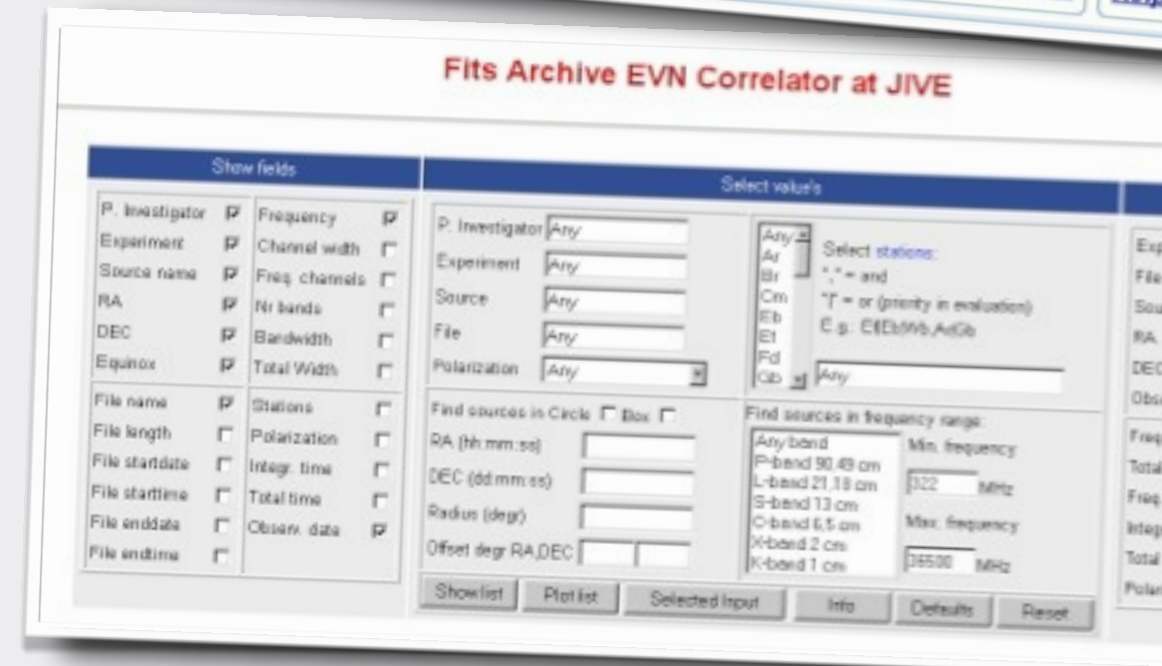 Fits Archive EVN Correlator at JIVE
Show fields
P. Investigator
Experiment
Source name
RA
DEC
Equinox
Frequency
Channel width
Freq. channels
Nr bands
Bandwidth
Total Width
File name
File length
File startdate
File starttime
File enddate
File endtime
Stations
Polarization
Integr. time
Total time
Observ. date
Select value's
P. Investigator Any
Experiment Any
Source Any
File Any
Polarization Any
Any
Ar
Br
Cm
Eb
Ef
Fd
Gb
Select stations:
"," = and
"|" = or (priority in evaluation)
E.g.:
Any
Find sources in Circle Box
RA (hh:mm:ss)
DEC (dd:mm:ss)
Radius (degr)
Offset degr RA,DEC
Find sources in frequency range:
Any band
P-band 90,49 cm
L-band 21,18 cm
S-band 13 cm
C-band 6,5 cm
X-band 2 cm
K-band 1 cm
Min. frequency
322 MHz
Max. frequency
36500 MHz
Show list
Plot list
Selected Input
Info
Defaults
Reset
Exp
File
Sou
RA
DEC
Obse
Freq
Total
Freq
Integ
Total
Polar